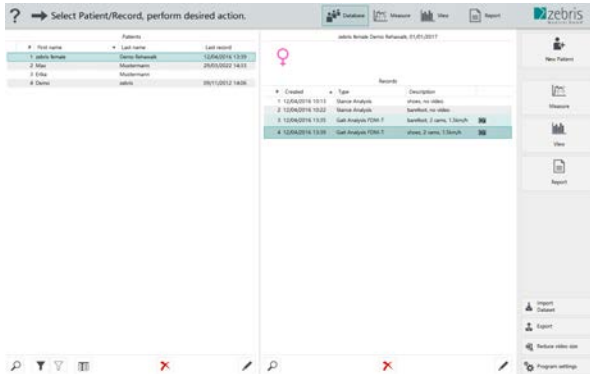 ? Select Patient/Record, perform desired action.
Database Measure View Report
zebris
Patients
# First name Last name Last record
1 zebris female Demo Rehawalk 12/04/2016 13:39
2 Max Mustermann 29/03/2022 14:33
3 Erika Mustermann
4 Demo zebris 09/11/2012 14:06
zebris female Demo Rehawalk, 01/01/2017
Records
# Created Type Description
1 12/04/2016 10:13 Stance Analysis shoes, no video
2 12/04/2016 10:22 Stance Analysis barefoot, no video
3 12/04/2016 13:35 Gait Analysis FDM-T barefoot, 2 cams, 1.5km/h
4 12/04/2016 13:39 Gait Analysis FDM-T shoes, 2 cams, 1.5km/h
New Patient
Measure
View
Report
Import
Dataset
Export
Reduce video size
Program settings